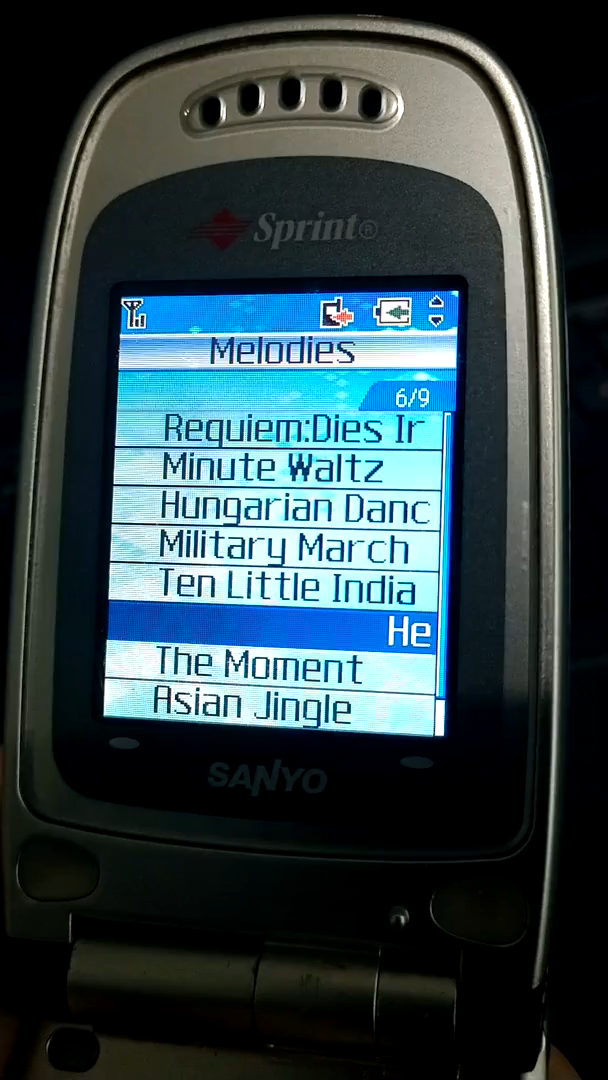 Sprint®
Melodies
6/9
Requiem:Dies Ir
Minute Waltz
Hungarian Danc
Military March
Ten Little India
He
The Moment
Asian Jingle
SANYO